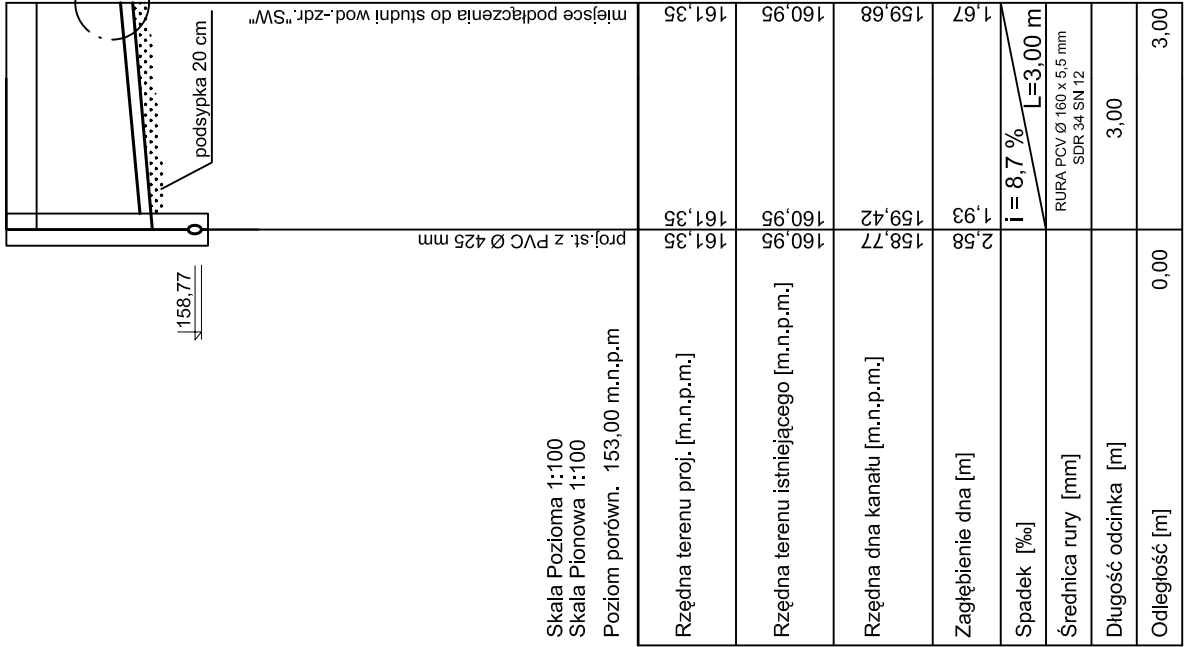 podsypka 20 cm
158,77
proj.st. z PVC Ø 425 mm
miejsce podłączenia do studni wod.-zdr."SW"
Skala Pozioma 1:100
Skala Pionowa 1:100
Poziom porówn. 153,00 m.n.p.m
Rzędna terenu proj. [m.n.p.m.] 161,35 161,35 161,35
Rzędna terenu istniejącego [m.n.p.m.] 160,95 160,95 160,95
Rzędna dna kanału [m.n.p.m.] 158,77 159,42 159,68
Zagłębienie dna [m] 2,58 1,93 1,67
Spadek [‰] i = 8,7 % L=3,00 m
Średnica rury [mm] RURA PCV Ø 160 x 5,5 mm
SDR 34 SN 12
Długość odcinka [m] 3,00
Odległość [m] 0,00 3,00